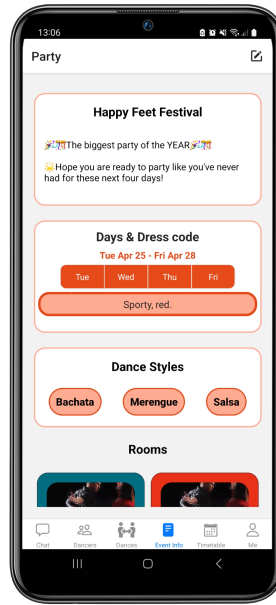 13:06
Party
Happy Feet Festival
🎉🎊The biggest party of the YEAR🎉🎊
🌟Hope you are ready to party like you've never
had for these next four days!
Days & Dress code
Tue Apr 25 - Fri Apr 28
Tue Wed Thu Fri
Sporty, red.
Dance Styles
Bachata Merengue Salsa
Rooms
Chat Dancers Dances Event Info Timetable Me